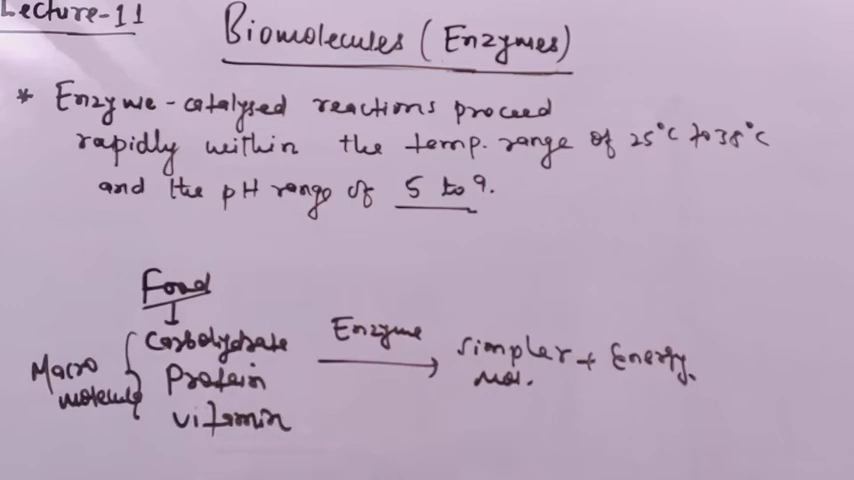 Lecture-11
Biomolecules (Enzymes)
* Enzyme-catalysed reactions proceed
rapidly within the temp. range of 25°C to 38°C
and the pH range of 5 to 9.
Food
Carbohydrate
Protein
vitamin
Macro
molecule
Enzyme
simpler + Energy.
mol.